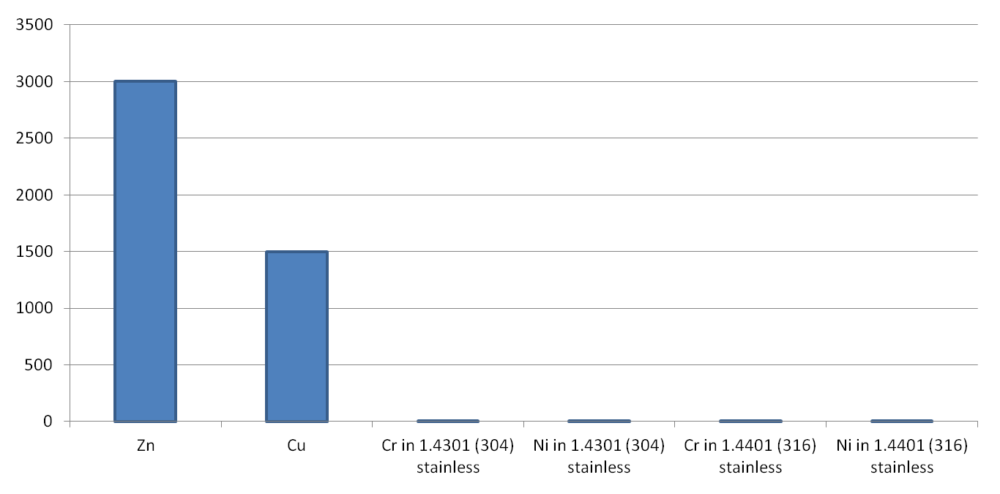 3500
3000
2500
2000
1500
1000
500
0
Zn
Cu
Cr in 1.4301 (304)
stainless
Ni in 1.4301 (304)
stainless
Cr in 1.4401 (316)
stainless
Ni in 1.4401 (316)
stainless